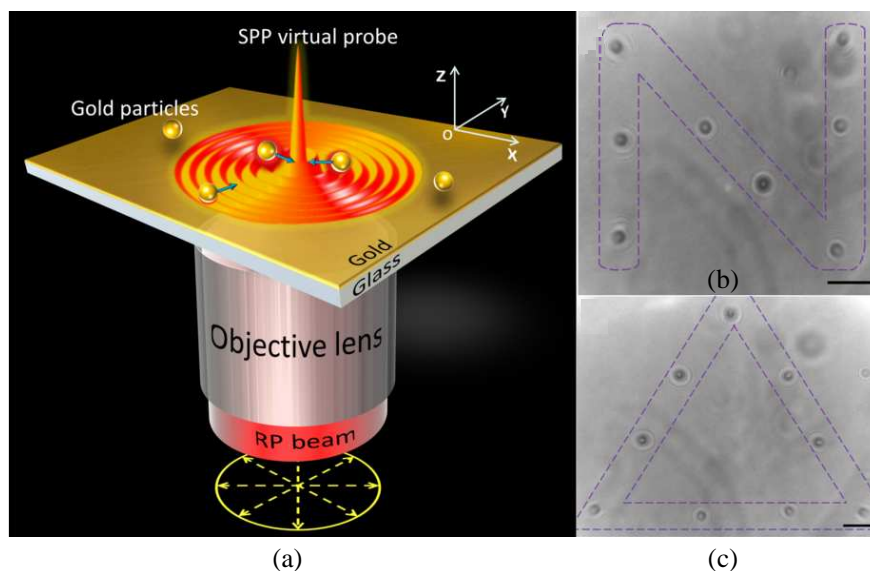 SPP virtual probe
Gold particles
Z
Y
O
X
Gold
Glass
Objective lens
RP beam
(a)
(b)
(c)